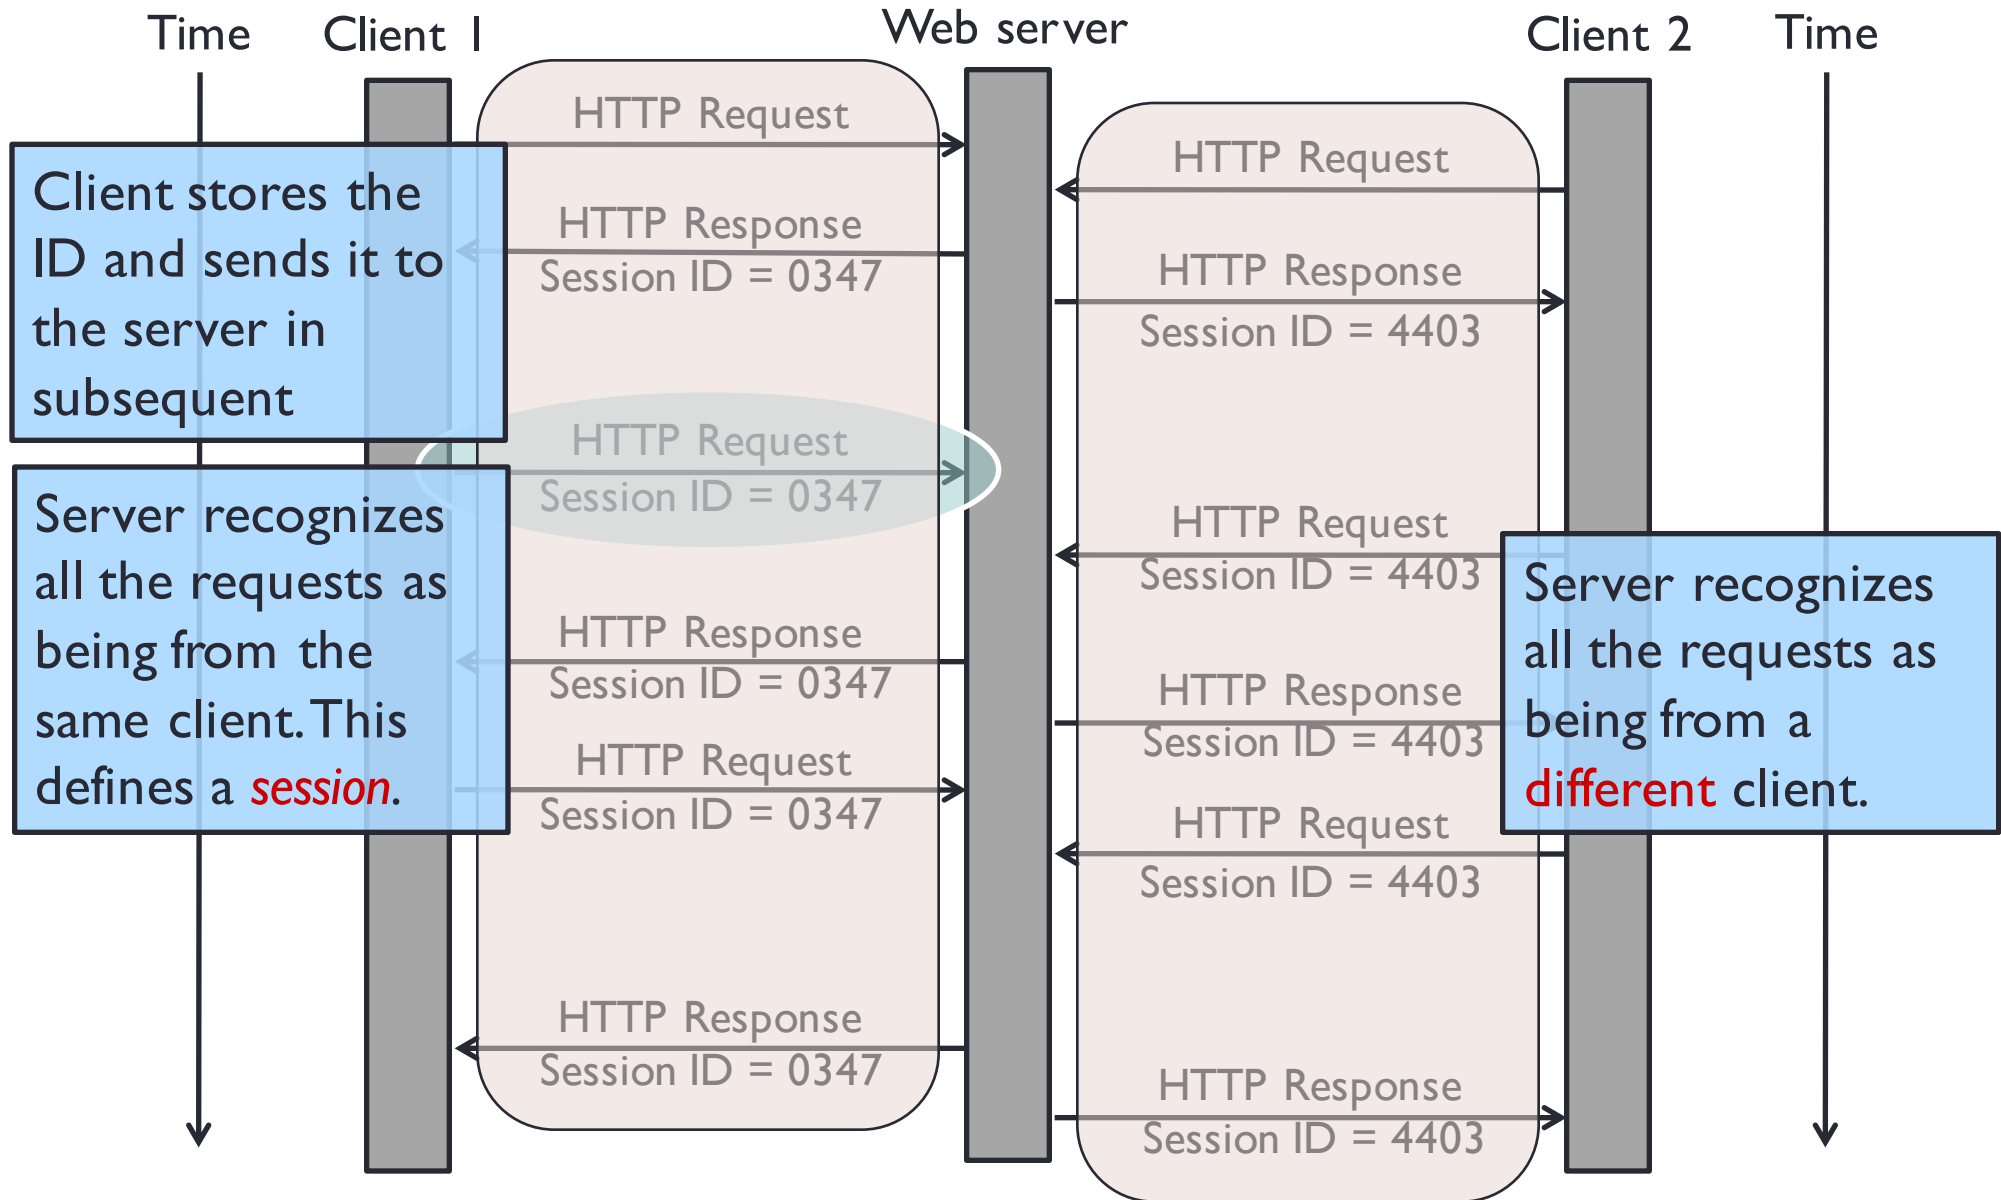 Time
Client 1
Web server
Client 2
Time
HTTP Request
HTTP Response
Session ID = 0347
HTTP Request
Session ID = 0347
HTTP Response
Session ID = 0347
HTTP Request
Session ID = 0347
HTTP Response
Session ID = 0347
HTTP Request
HTTP Response
Session ID = 4403
HTTP Request
Session ID = 4403
HTTP Response
Session ID = 4403
HTTP Request
Session ID = 4403
HTTP Response
Session ID = 4403
Client stores the
ID and sends it to
the server in
subsequent
Server recognizes
all the requests as
being from the
same client. This
defines a session.
Server recognizes
all the requests as
being from a
different client.